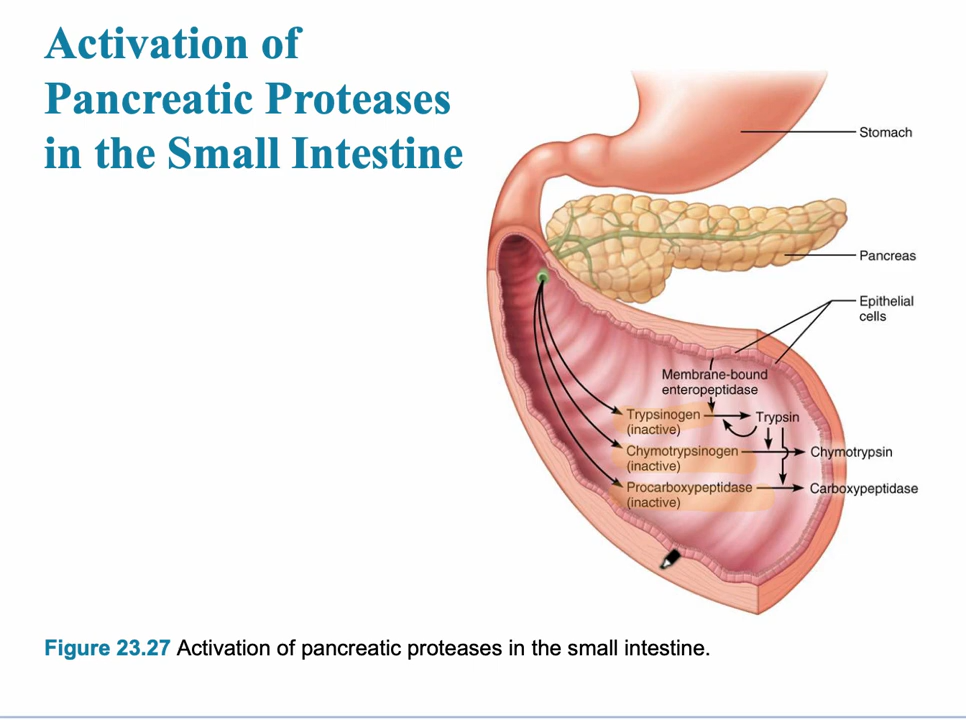 Activation of
Pancreatic Proteases
in the Small Intestine
Stomach
Pancreas
Epithelial
cells
Membrane-bound
enteropeptidase
Trypsinogen
(inactive)
Trypsin
Chymotrypsinogen
(inactive)
Chymotrypsin
Procarboxypeptidase
(inactive)
Carboxypeptidase
Figure 23.27 Activation of pancreatic proteases in the small intestine.